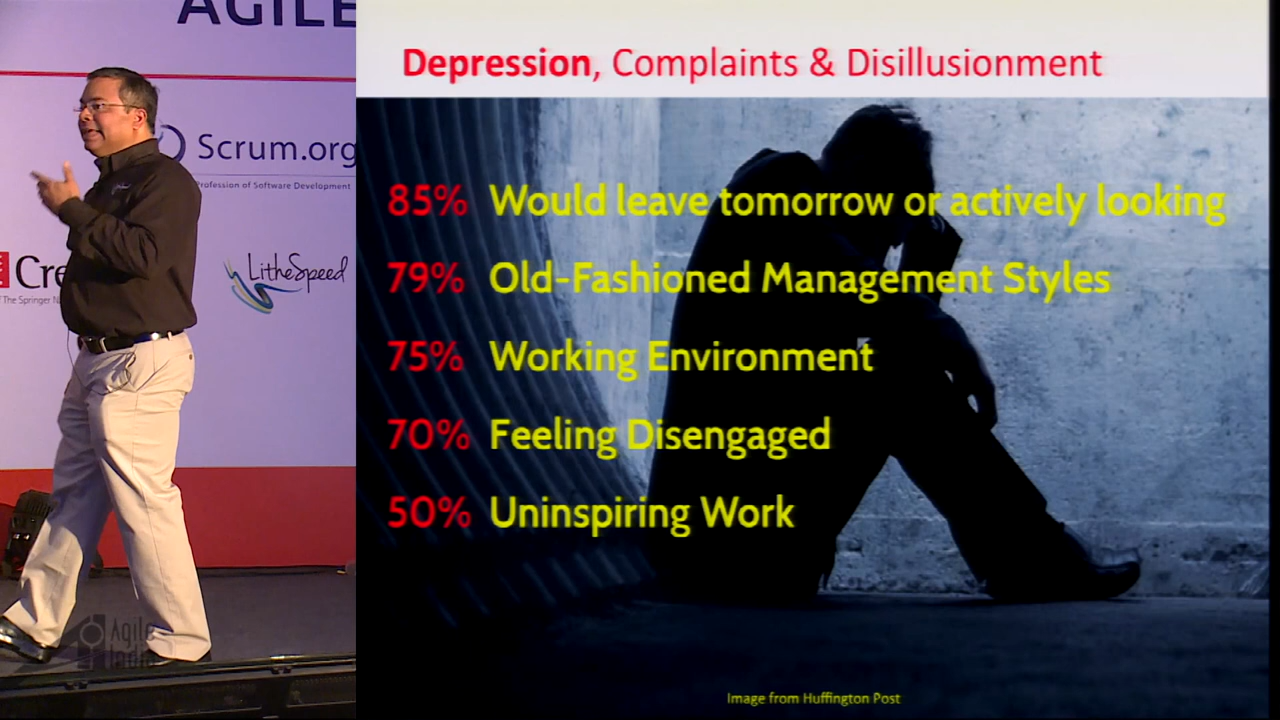 AGILE
Scrum.org
Profession of Software Development
Cre
The Springer N
LitheSpeed
Agile
India
Depression, Complaints & Disillusionment
85% Would leave tomorrow or actively looking
79% Old-Fashioned Management Styles
75% Working Environment
70% Feeling Disengaged
50% Uninspiring Work
Image from Huffington Post